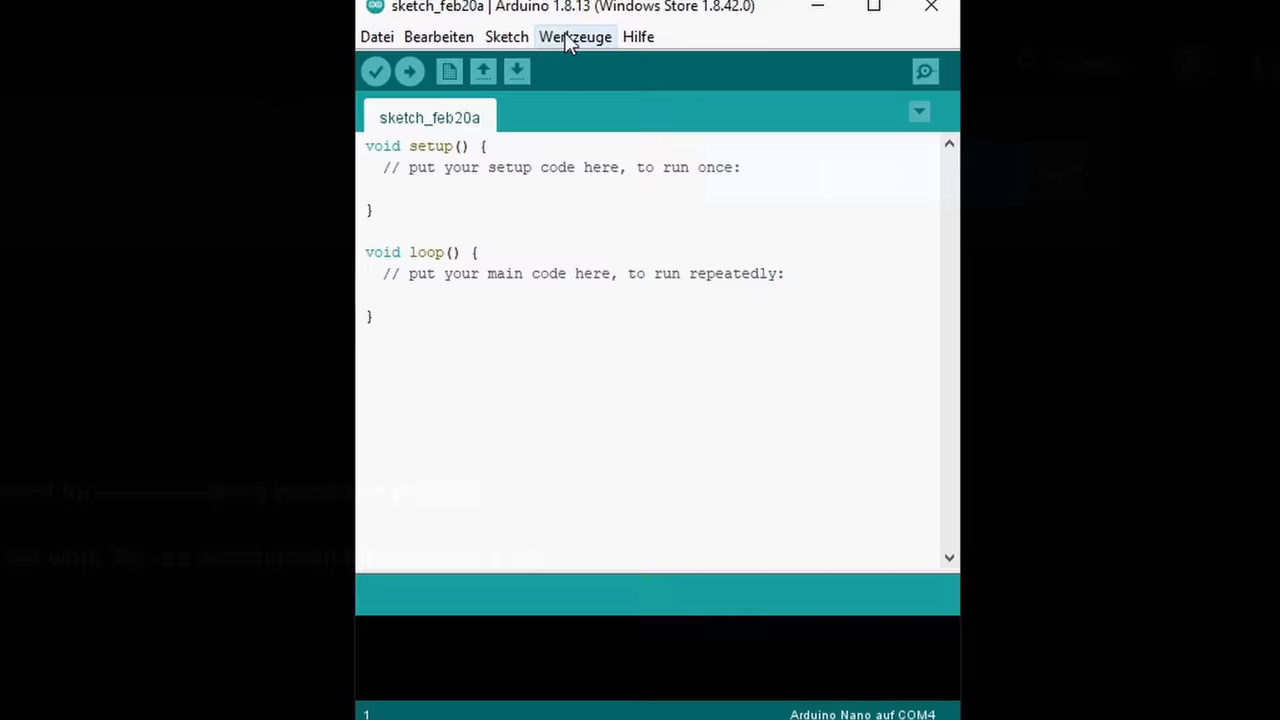 sketch_feb20a | Arduino 1.8.13 (Windows Store 1.8.42.0)
Datei Bearbeiten Sketch Werkzeuge Hilfe
sketch_feb20a
void setup() {
// put your setup code here, to run once:
}
void loop() {
// put your main code here, to run repeatedly:
}
1 Arduino Nano auf COM4